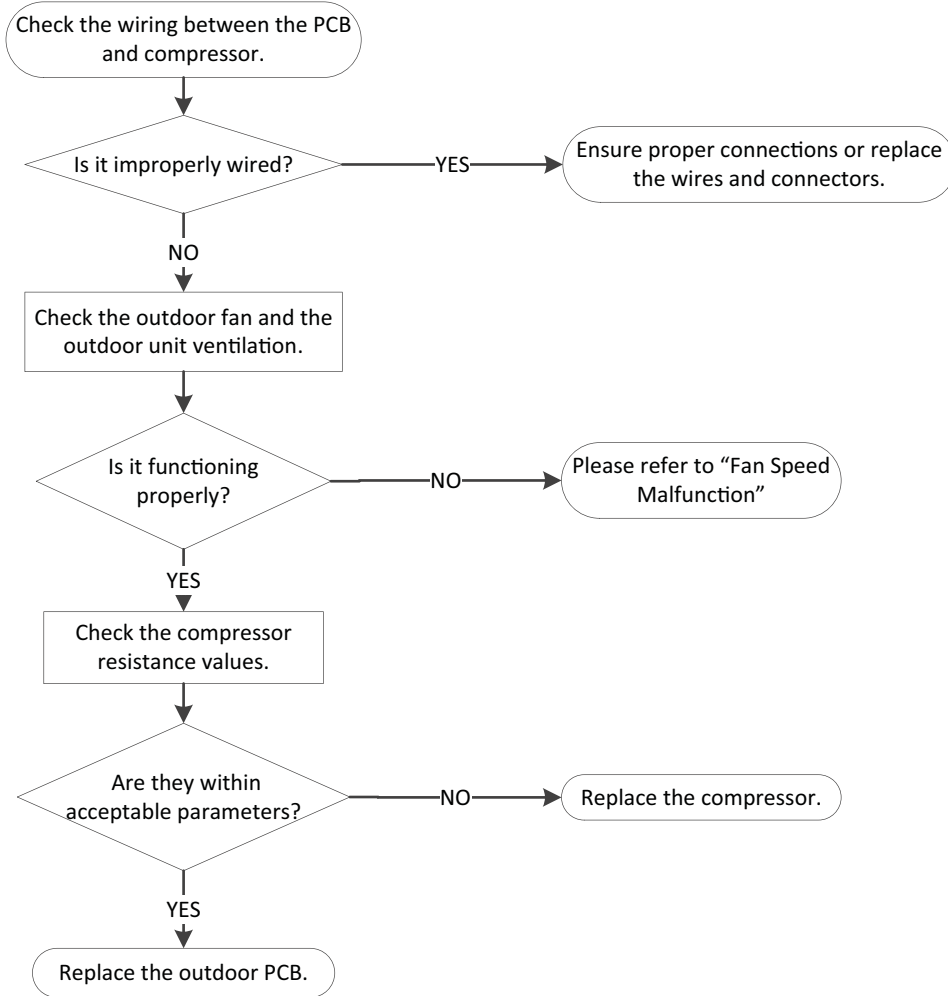 Check the wiring between the PCB
and compressor.
Is it improperly wired?
YES
Ensure proper connections or replace
the wires and connectors.
NO
Check the outdoor fan and the
outdoor unit ventilation.
Is it functioning
properly?
NO
Please refer to “Fan Speed
Malfunction”
YES
Check the compressor
resistance values.
Are they within
acceptable parameters?
NO
Replace the compressor.
YES
Replace the outdoor PCB.